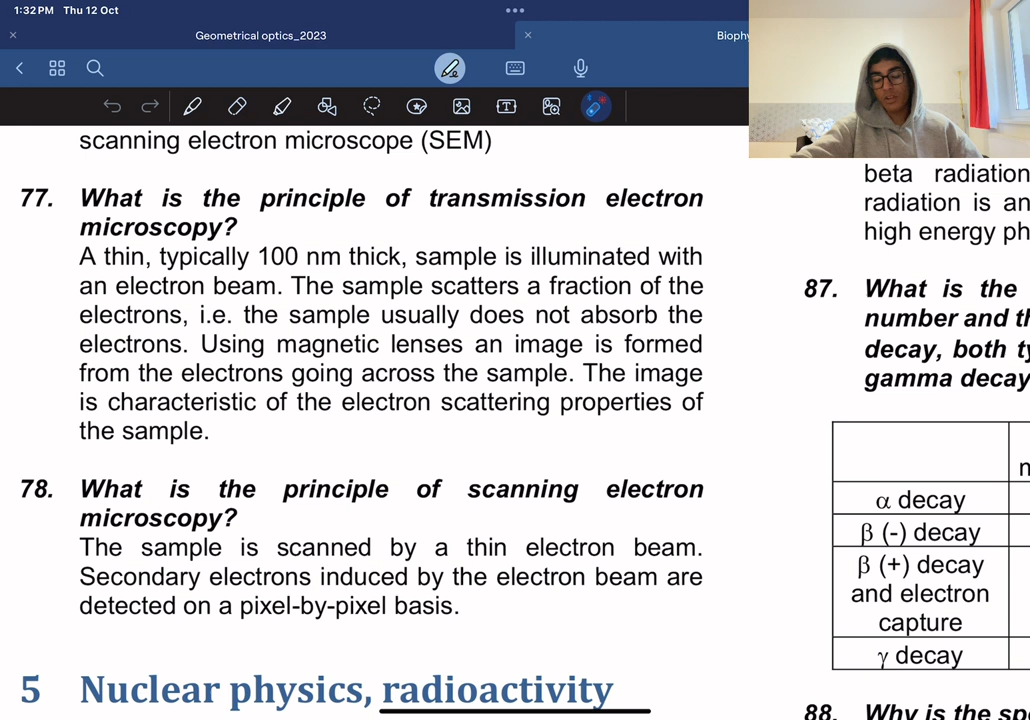 1:32 PM Thu 12 Oct
Geometrical optics_2023
Biophy
scanning electron microscope (SEM)
77. What is the principle of transmission electron
microscopy?
A thin, typically 100 nm thick, sample is illuminated with
an electron beam. The sample scatters a fraction of the
electrons, i.e. the sample usually does not absorb the
electrons. Using magnetic lenses an image is formed
from the electrons going across the sample. The image
is characteristic of the electron scattering properties of
the sample.
78. What is the principle of scanning electron
microscopy?
The sample is scanned by a thin electron beam.
Secondary electrons induced by the electron beam are
detected on a pixel-by-pixel basis.
5 Nuclear physics, radioactivity
beta radiation
radiation is an
high energy ph
87. What is the
number and th
decay, both ty
gamma decay
α decay
β (-) decay
β (+) decay
and electron
capture
γ decay
88. Why is the spe